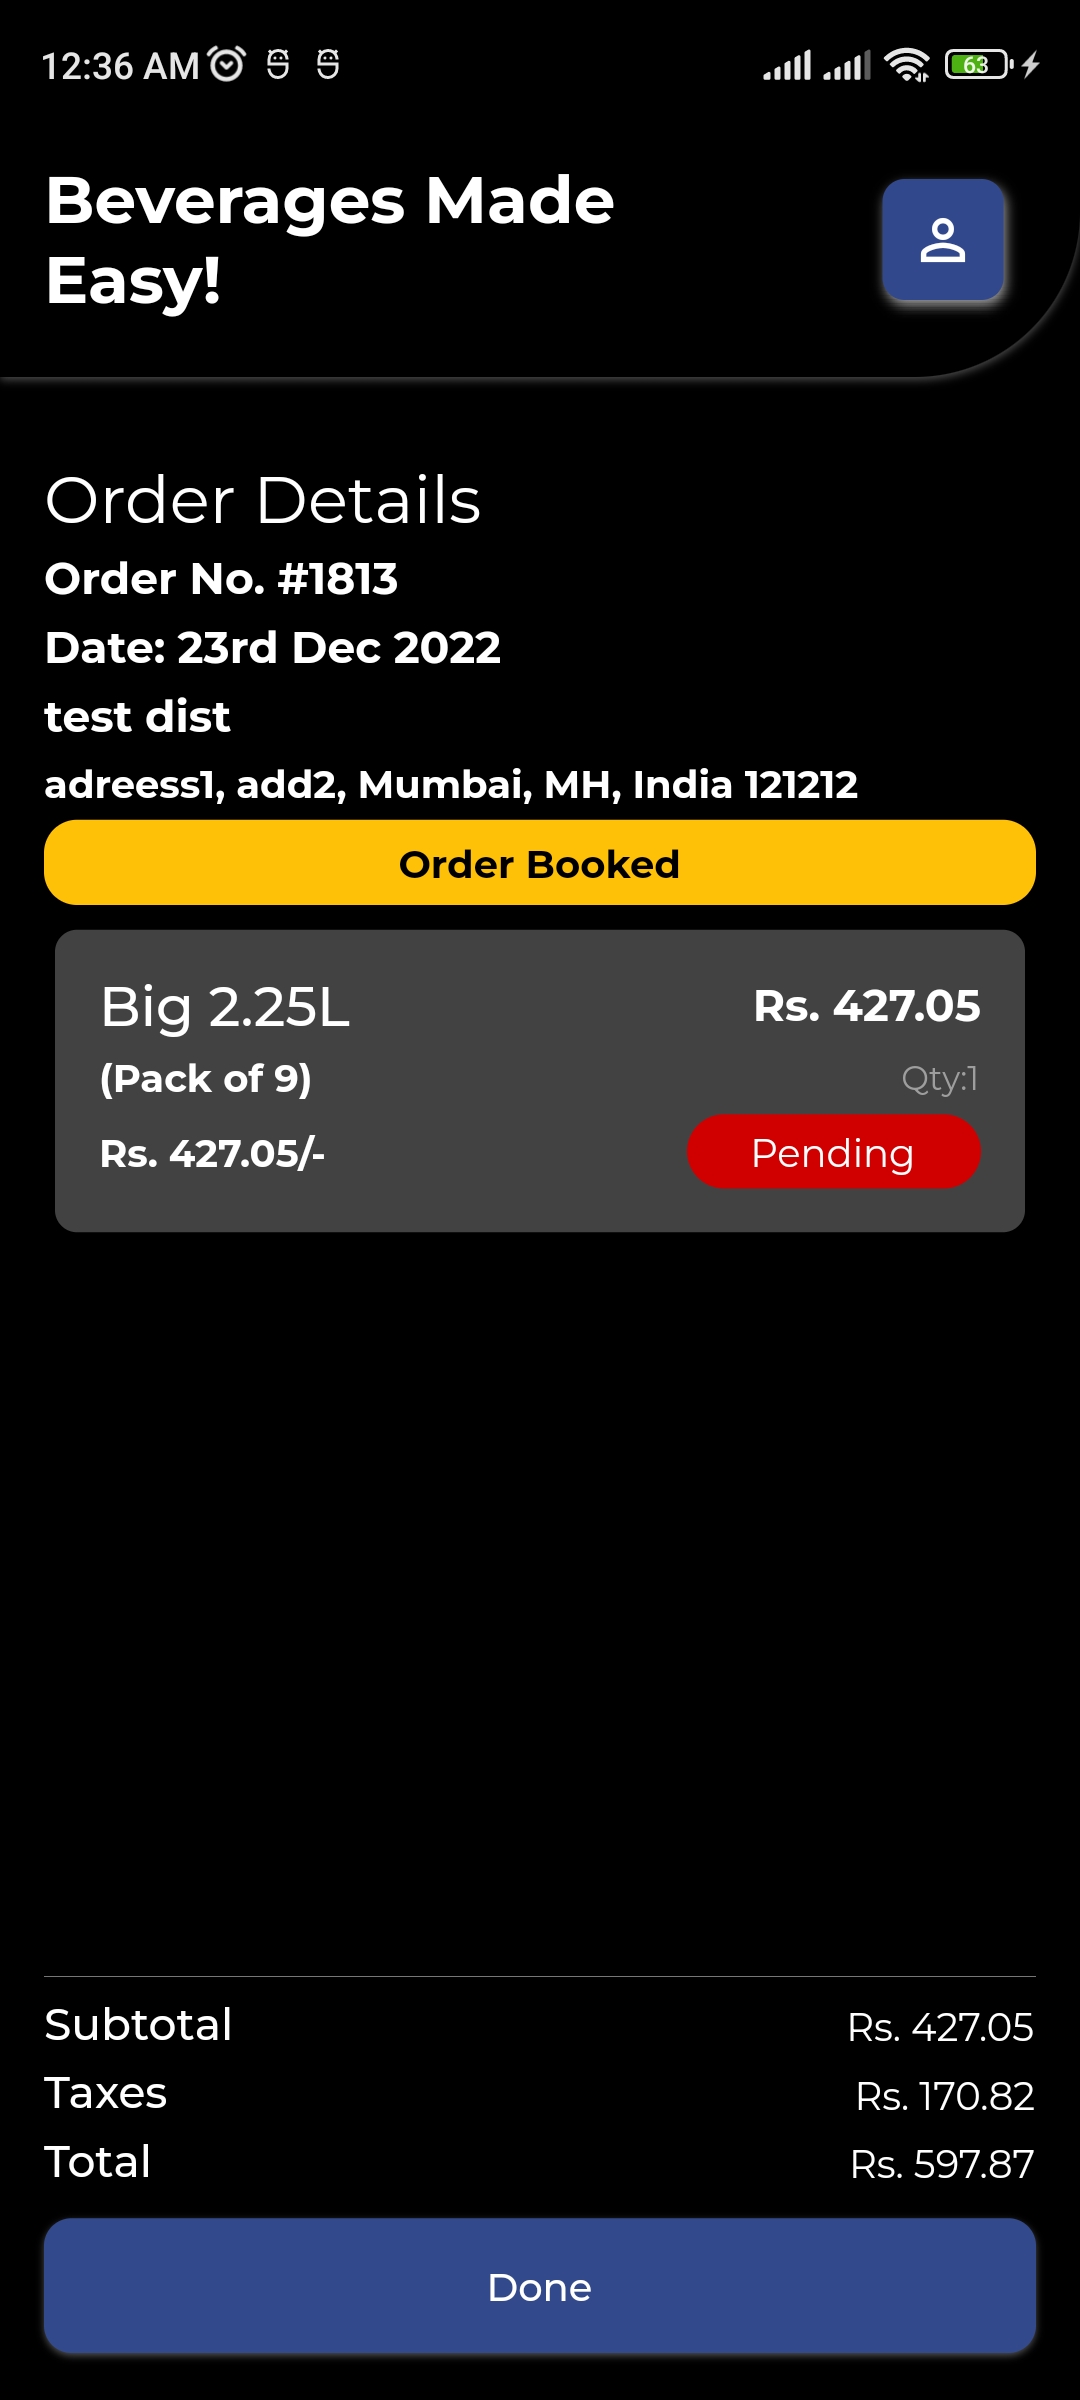 12:36 AM
63
Beverages Made
Easy!
Order Details
Order No. #1813
Date: 23rd Dec 2022
test dist
adreess1, add2, Mumbai, MH, India 121212
Order Booked
Big 2.25L
Rs. 427.05
(Pack of 9)
Qty:1
Rs. 427.05/-
Pending
Subtotal
Rs. 427.05
Taxes
Rs. 170.82
Total
Rs. 597.87
Done